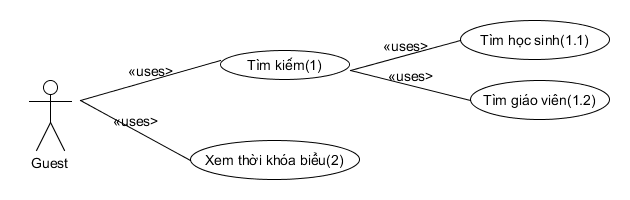 «uses»
Tìm học sinh(1.1)
«uses»
Tìm kiếm(1)
«uses»
Tìm giáo viên(1.2)
«uses»
Guest
Xem thời khóa biểu(2)